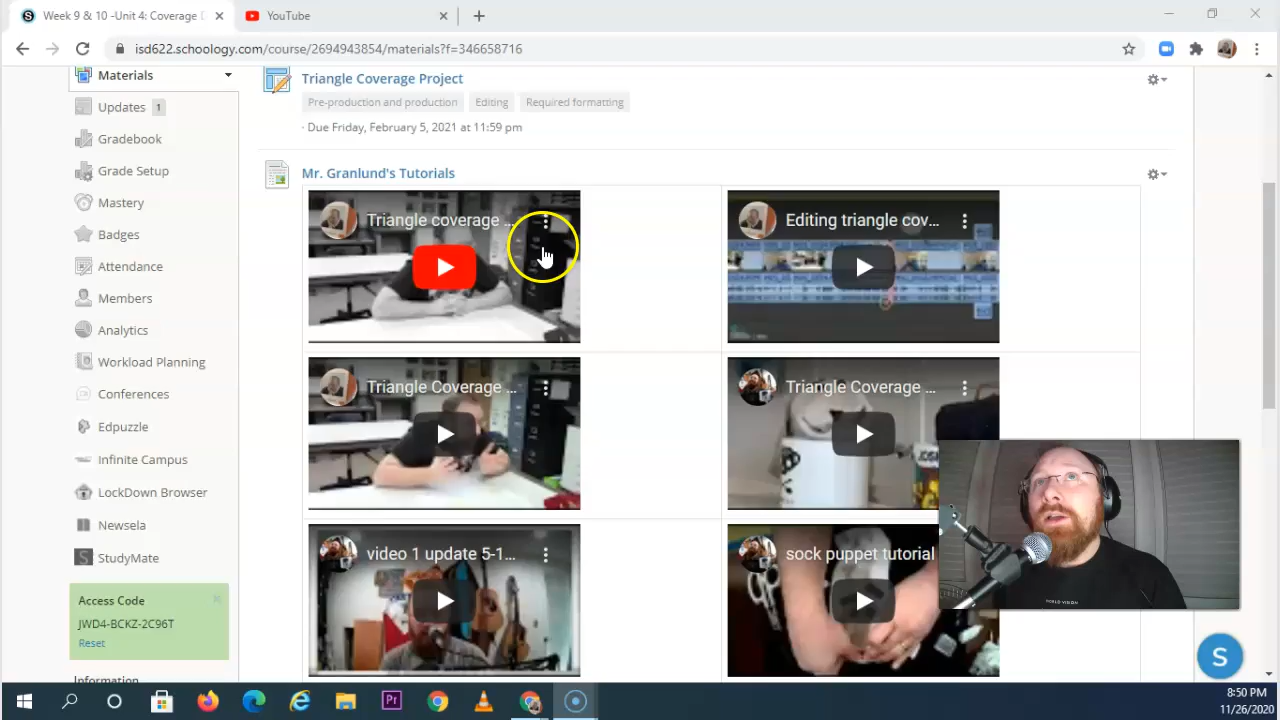 Week 9 & 10 -Unit 4: Coverage
YouTube
isd622.schoology.com/course/2694943854/materials?f=346658716
Materials
Updates 1
Gradebook
Grade Setup
Mastery
Badges
Attendance
Members
Analytics
Workload Planning
Conferences
Edpuzzle
Infinite Campus
LockDown Browser
Newsela
StudyMate
Access Code
JWD4-BCKZ-2C96T
Reset
Information
Triangle Coverage Project
Pre-production and production Editing Required formatting
· Due Friday, February 5, 2021 at 11:59 pm
Mr. Granlund's Tutorials
Triangle coverage ...
Editing triangle cov...
Triangle Coverage ...
Triangle Coverage ...
video 1 update 5-1...
sock puppet tutorial
WORLD VISION
S
Pr
8:50 PM
11/26/2020